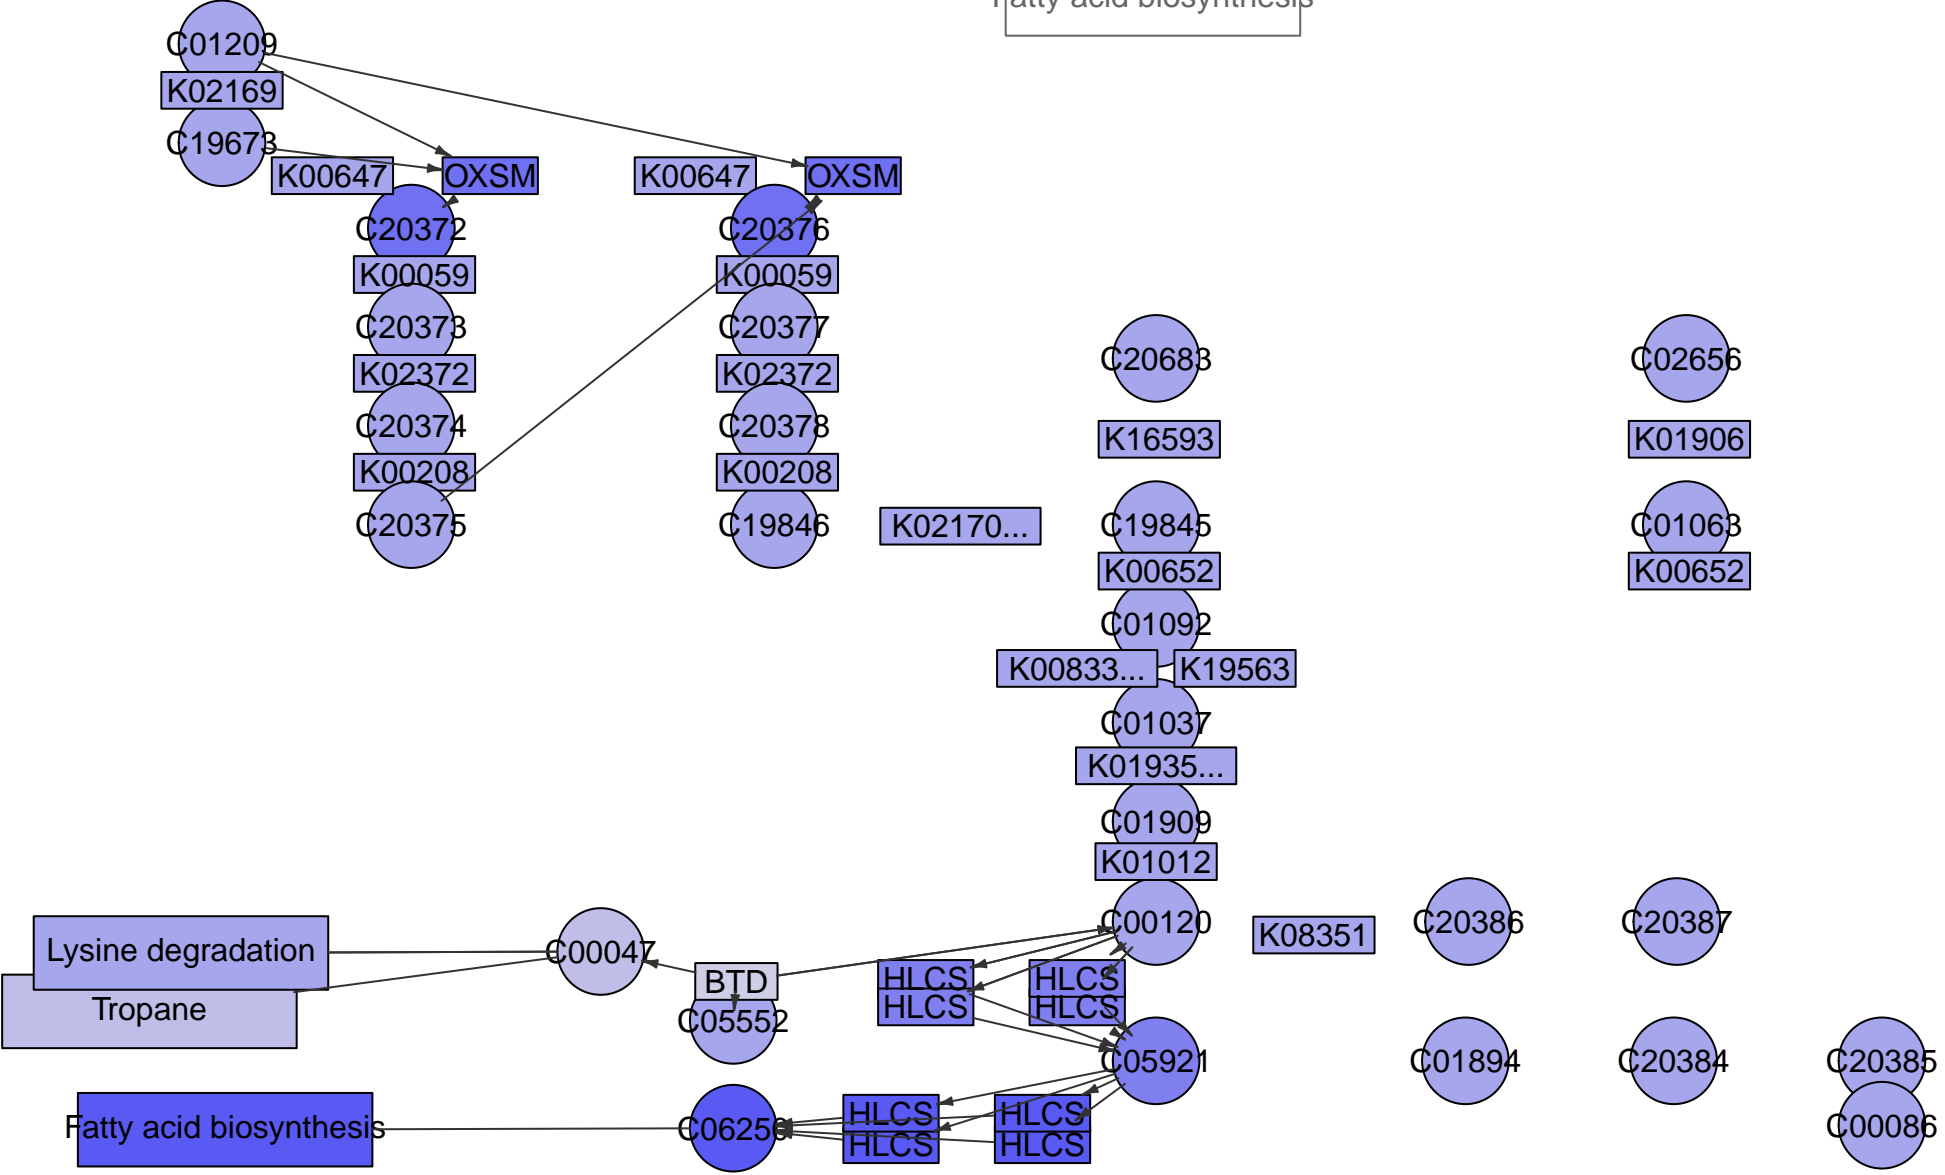 Fatty acid biosynthesis
C01209
K02169
C19673
K00647
OXSM
K00647
OXSM
C20372
C20376
K00059
K00059
C20373
C20377
K02372
K02372
C20683
C02656
C20374
C20378
K16593
K01906
K00208
K00208
C20375
C19846
K02170...
C19845
C01063
K00652
K00652
C01092
K00833...
K19563
C01037
K01935...
C01909
K01012
C00120
K08351
C20386
C20387
Lysine degradation
C00047
BTD
HLCS
HLCS
Tropane
HLCS
HLCS
C05552
C05921
C01894
C20384
C20385
Fatty acid biosynthesis
C06250
HLCS
HLCS
HLCS
HLCS
C00086